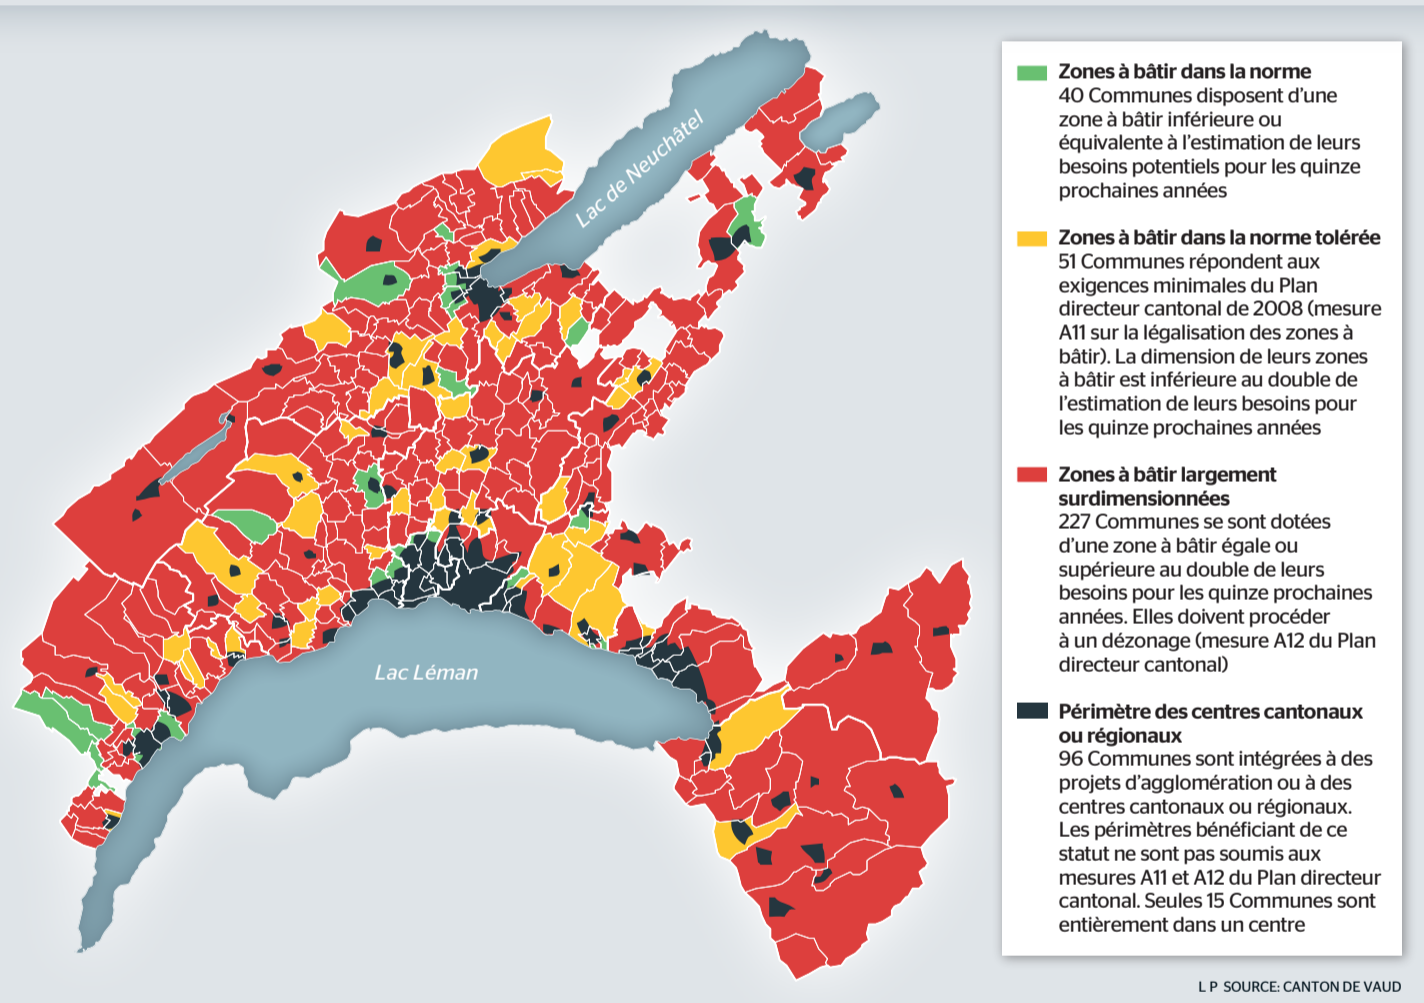 Lac de Neuchâtel
Lac Léman
Zones à bâtir dans la norme
40 Communes disposent d’une
zone à bâtir inférieure ou
équivalente à l’estimation de leurs
besoins potentiels pour les quinze
prochaines années
Zones à bâtir dans la norme tolérée
51 Communes répondent aux
exigences minimales du Plan
directeur cantonal de 2008 (mesure
A11 sur la légalisation des zones à
bâtir). La dimension de leurs zones
à bâtir est inférieure au double de
l’estimation de leurs besoins pour
les quinze prochaines années
Zones à bâtir largement
surdimensionnées
227 Communes se sont dotées
d’une zone à bâtir égale ou
supérieure au double de leurs
besoins pour les quinze prochaines
années. Elles doivent procéder
à un dézonage (mesure A12 du Plan
directeur cantonal)
Périmètre des centres cantonaux
ou régionaux
96 Communes sont intégrées à des
projets d’agglomération ou à des
centres cantonaux ou régionaux.
Les périmètres bénéficiant de ce
statut ne sont pas soumis aux
mesures A11 et A12 du Plan directeur
cantonal. Seules 15 Communes sont
entièrement dans un centre
L P SOURCE: CANTON DE VAUD